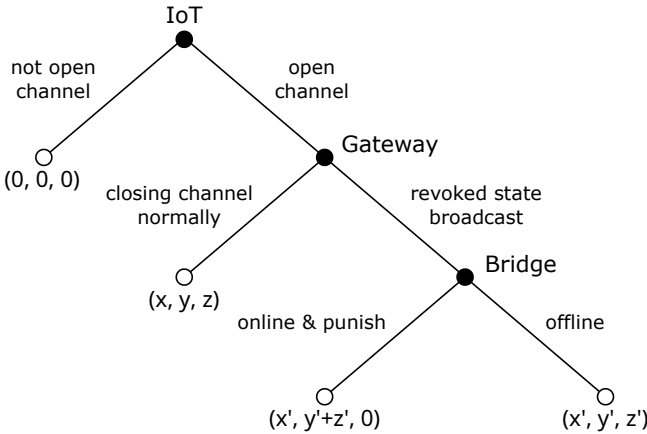 IoT
not open
channel
open
channel
(0, 0, 0)
Gateway
closing channel
normally
revoked state
broadcast
(x, y, z)
Bridge
online & punish
offline
(x', y'+z', 0)
(x', y', z')